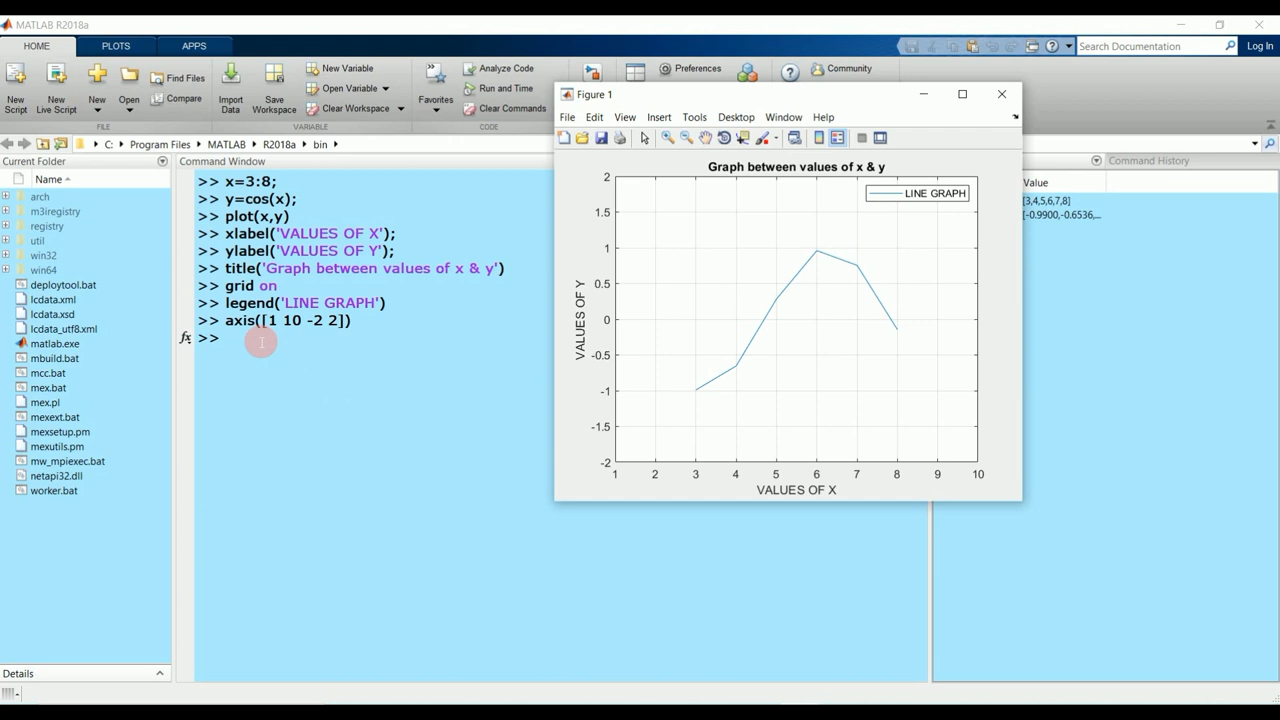 MATLAB R2018a
HOME PLOTS APPS
Search Documentation Log In
New Script
New Live Script
New
Open
Find Files
Compare
FILE
Import Data
Save Workspace
New Variable
Open Variable
Clear Workspace
VARIABLE
Favorites
Analyze Code
Run and Time
Clear Commands
CODE
Preferences
?
Community
C: Program Files MATLAB R2018a bin
Current Folder
Name
arch
m3iregistry
registry
util
win32
win64
deploytool.bat
lcdata.xml
lcdata.xsd
lcdata_utf8.xml
matlab.exe
mbuild.bat
mcc.bat
mex.bat
mex.pl
mexext.bat
mexsetup.pm
mexutils.pm
mw_mpiexec.bat
netapi32.dll
worker.bat
Details
Command Window
>> x=3:8;
>> y=cos(x);
>> plot(x,y)
>> xlabel('VALUES OF X');
>> ylabel('VALUES OF Y');
>> title('Graph between values of x & y')
>> grid on
>> legend('LINE GRAPH')
>> axis([1 10 -2 2])
fx >>
Figure 1
File Edit View Insert Tools Desktop Window Help
Graph between values of x & y
LINE GRAPH
2
1.5
1
0.5
0
-0.5
-1
-1.5
-2
VALUES OF Y
1 2 3 4 5 6 7 8 9 10
VALUES OF X
Command History
Value
[3,4,5,6,7,8]
[-0.9900,-0.6536,...